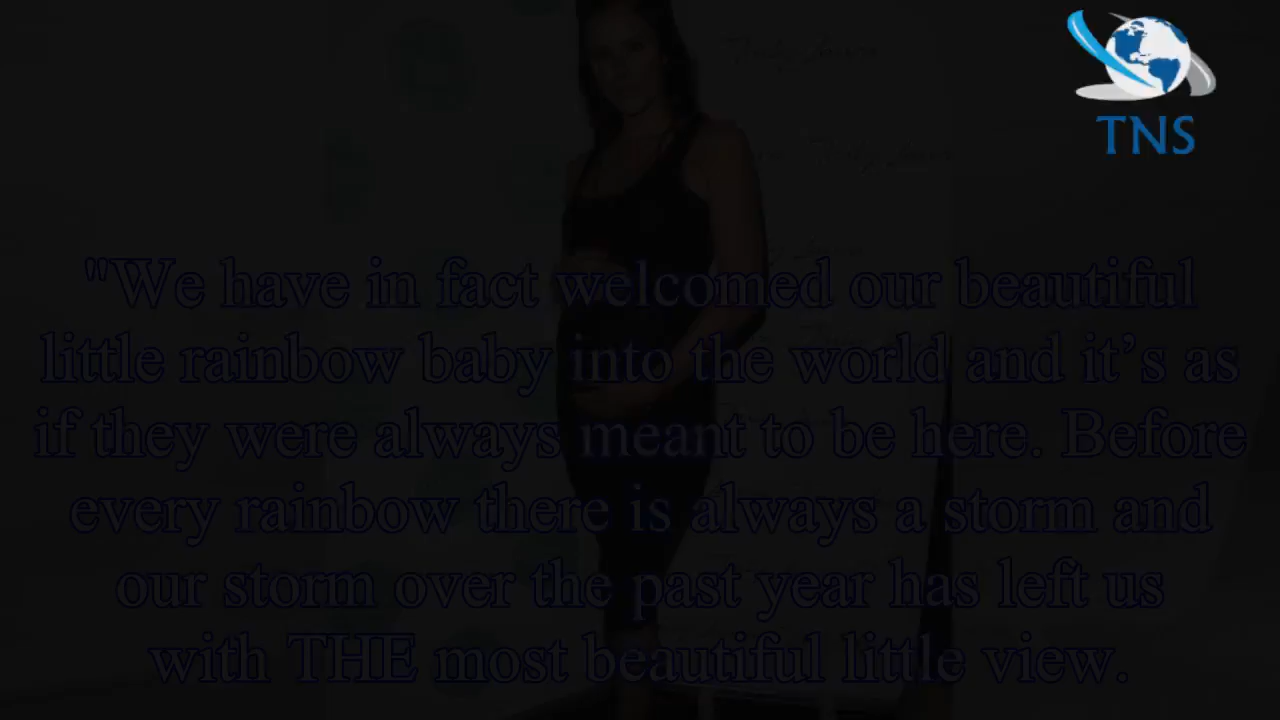 TNS
"We have in fact welcomed our beautiful
little rainbow baby into the world and it’s as
if they were always meant to be here. Before
every rainbow there is always a storm and
our storm over the past year has left us
with THE most beautiful little view.